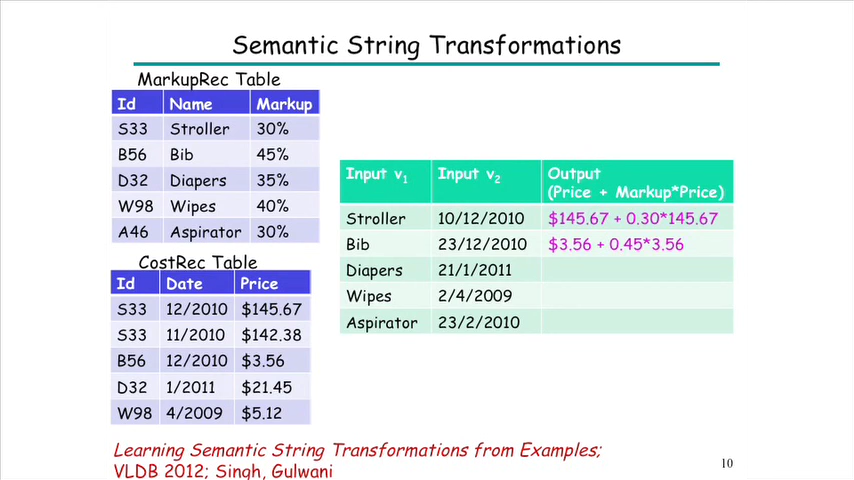 Semantic String Transformations
MarkupRec Table
Id Name Markup
S33 Stroller 30%
B56 Bib 45%
D32 Diapers 35%
W98 Wipes 40%
A46 Aspirator 30%
CostRec Table
Id Date Price
S33 12/2010 $145.67
S33 11/2010 $142.38
B56 12/2010 $3.56
D32 1/2011 $21.45
W98 4/2009 $5.12
Input v1 Input v2 Output
(Price + Markup*Price)
Stroller 10/12/2010 $145.67 + 0.30*145.67
Bib 23/12/2010 $3.56 + 0.45*3.56
Diapers 21/1/2011
Wipes 2/4/2009
Aspirator 23/2/2010
Learning Semantic String Transformations from Examples;
VLDB 2012; Singh, Gulwani
10